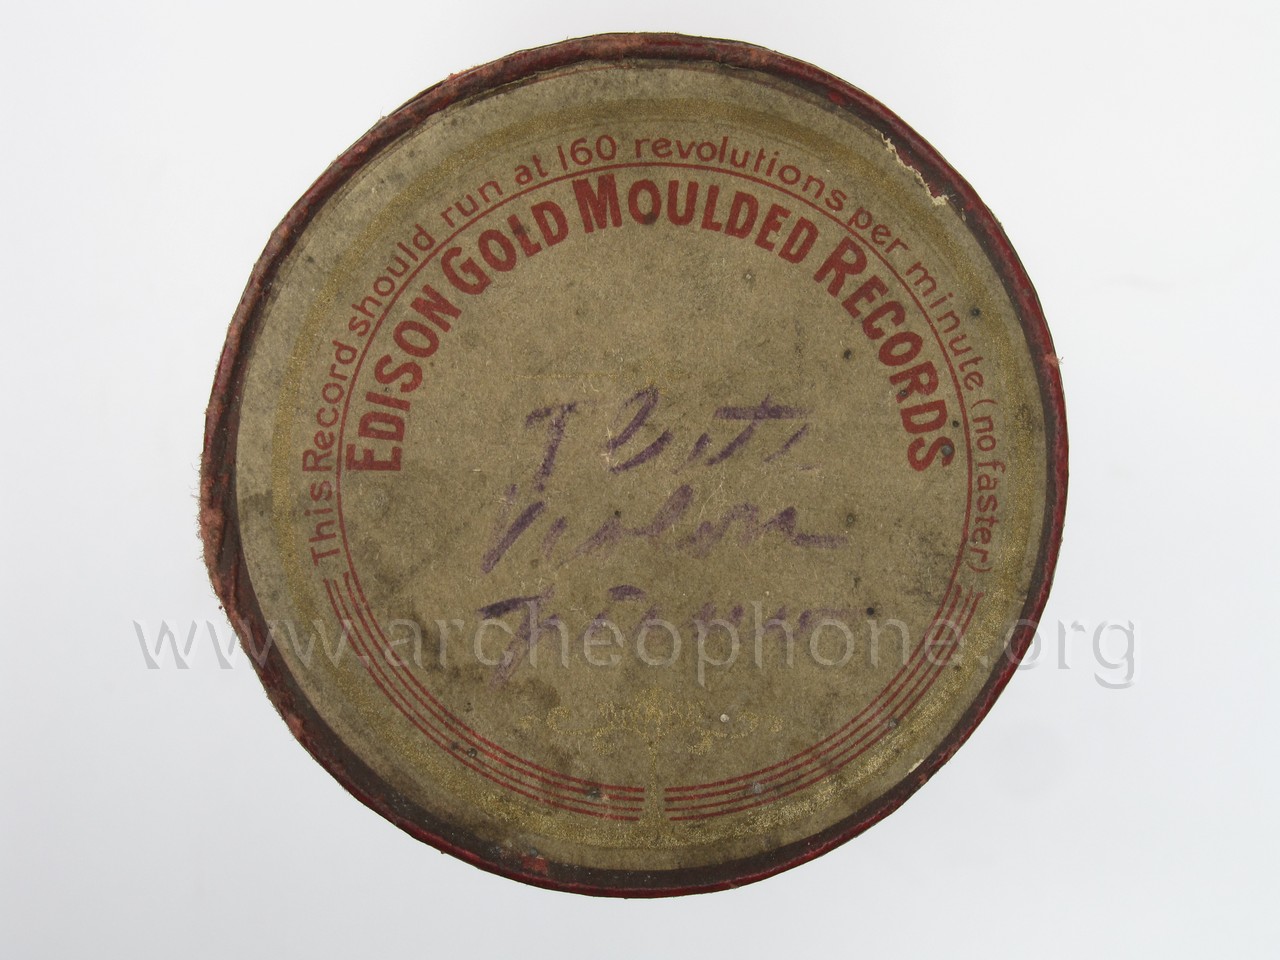 This Record should run at 160 revolutions per minute (no faster)
EDISON GOLD MOULDED RECORDS
www.archeophone.org